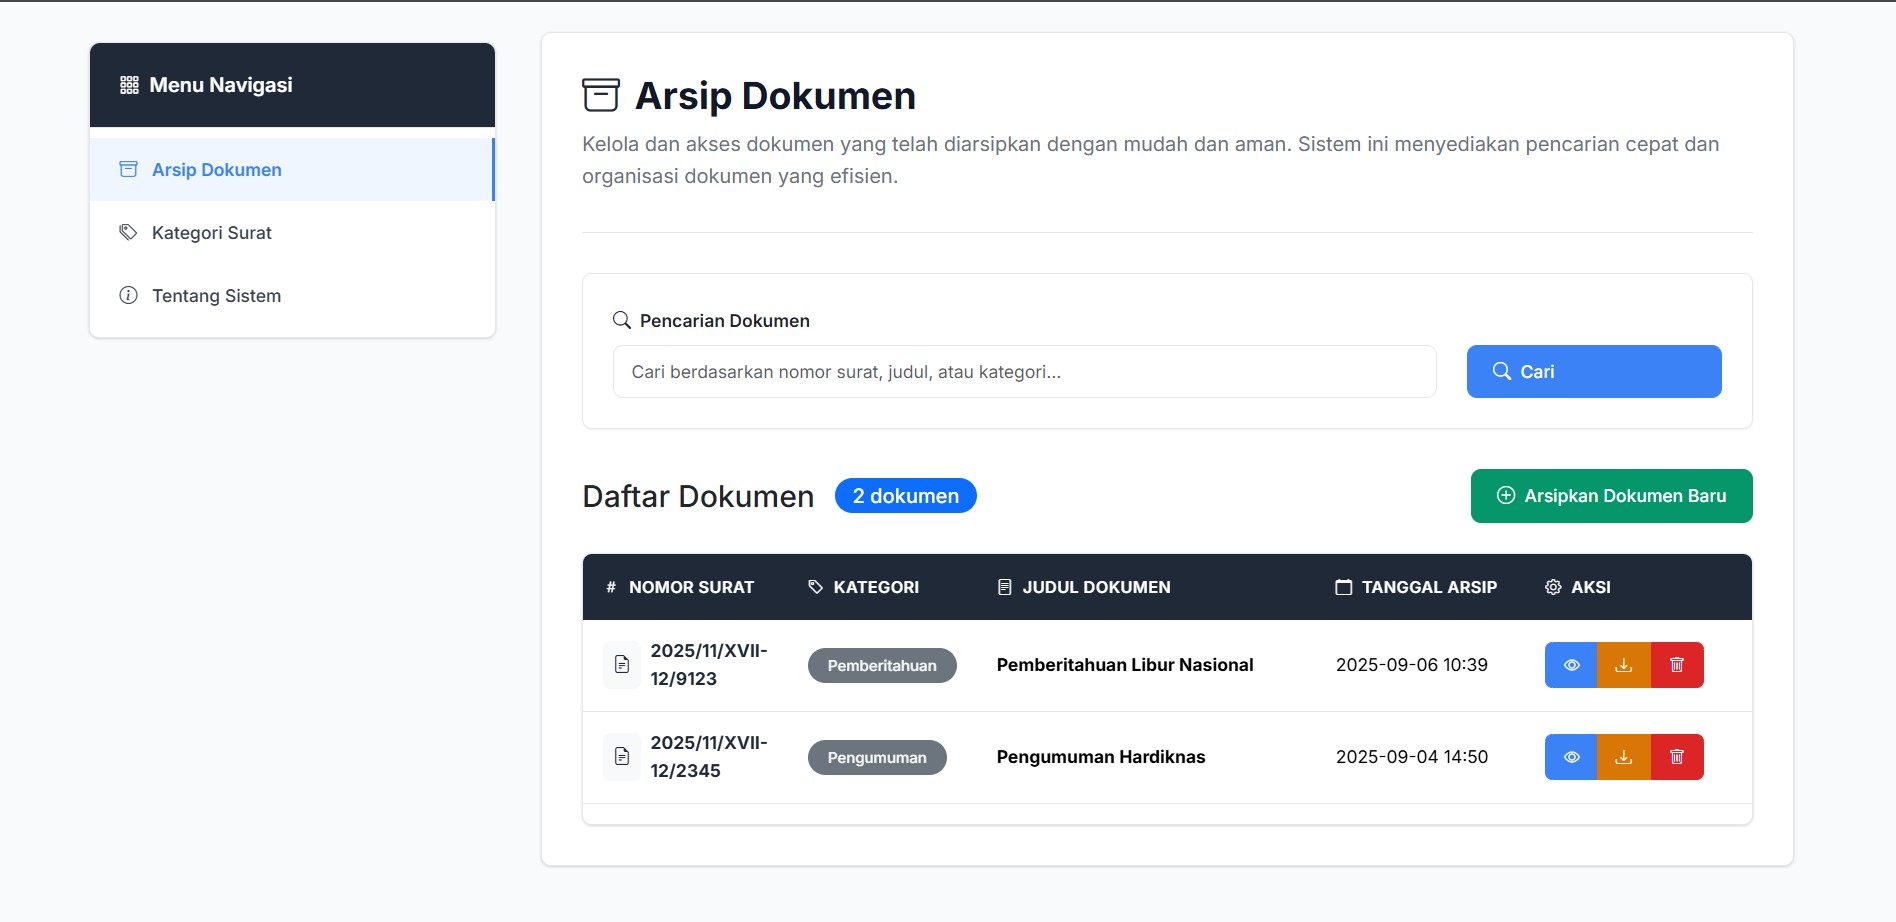 Menu Navigasi
Arsip Dokumen
Kategori Surat
Tentang Sistem
Arsip Dokumen
Kelola dan akses dokumen yang telah diarsipkan dengan mudah dan aman. Sistem ini menyediakan pencarian cepat dan
organisasi dokumen yang efisien.
Pencarian Dokumen
Cari berdasarkan nomor surat, judul, atau kategori...
Cari
Daftar Dokumen 2 dokumen
Arsipkan Dokumen Baru
# NOMOR SURAT KATEGORI JUDUL DOKUMEN TANGGAL ARSIP AKSI
2025/11/XVII-
12/9123
Pemberitahuan
Pemberitahuan Libur Nasional
2025-09-06 10:39
2025/11/XVII-
12/2345
Pengumuman
Pengumuman Hardiknas
2025-09-04 14:50